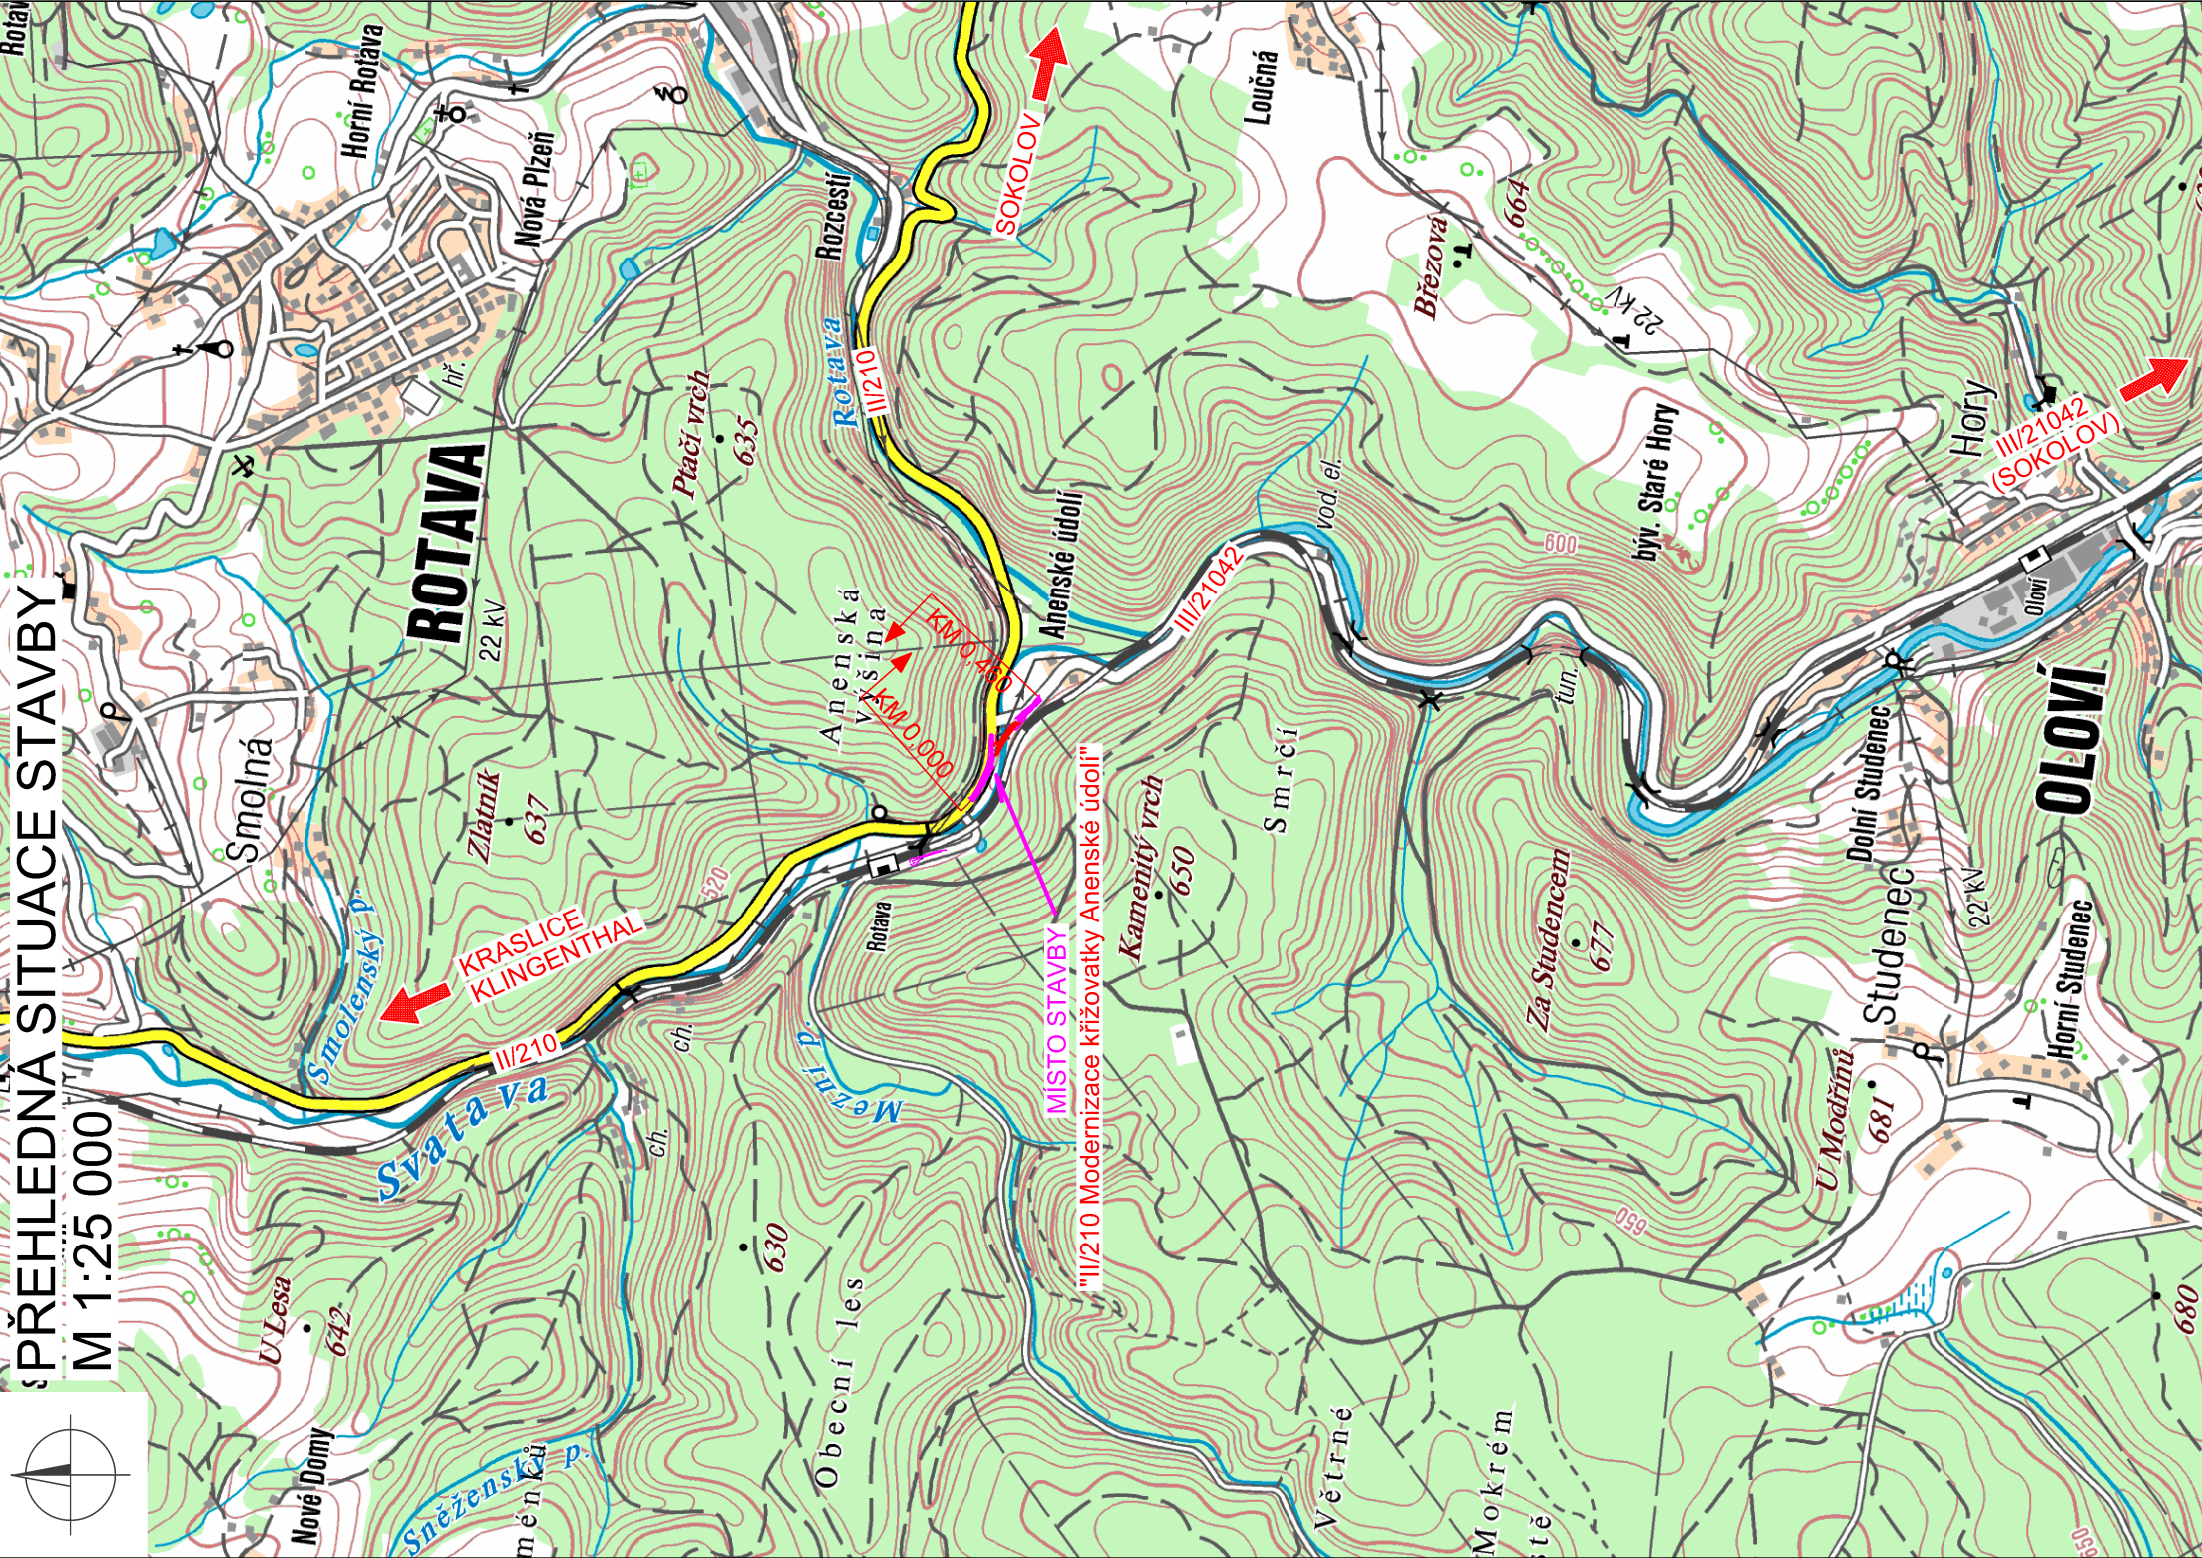 PŘEHLEDNÁ SITUACE STAVBY
M 1:25 000
Nové Domy
U Lesa
642
Sněženský p.
Obecní les
630
Větrné
Mokrém
680
650
Svatava
Smolenský p.
II/210
KRASLICE
KLINGENTHAL
ch.
ch.
Mezní p.
Rotava
520
Smolná
Zlatník
637
ROTAVA
22 kV
Anenská
výšina
KM 0,000
KM 0,460
MÍSTO STAVBY
"II/210 Modernizace křižovatky Anenské údolí"
Kamenitý vrch
650
Smrčí
Za Studencem
677
650
U Modřínů
681
Studenec
Horní Studenec
22 kV
Dolní Studenec
OLOVÍ
Oloví
tun.
Anenské údolí
III/21042
vod. el.
600
býv. Staré Hory
Hory
III/21042
(SOKOLOV)
Ptačí vrch
635
Rotava
II/210
Rozcestí
SOKOLOV
Horní Rotava
Nová Plzeň
hř.
Loučná
Březová
664
22 kV